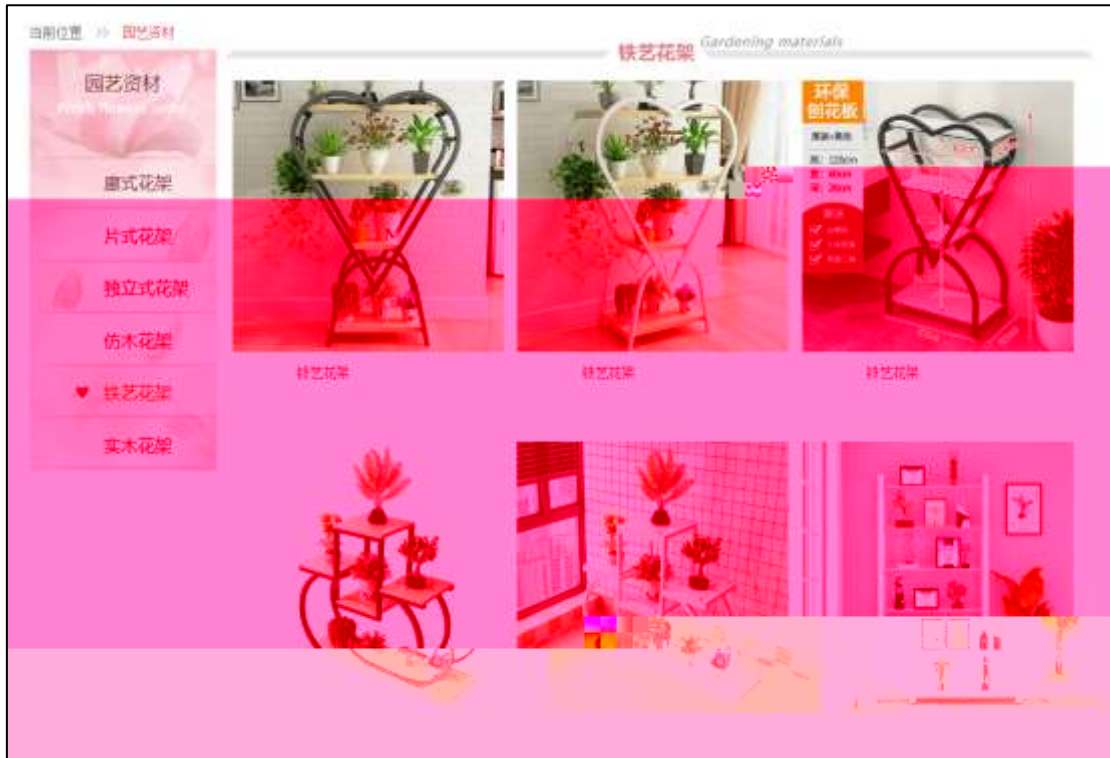 当前位置 >> 园艺资材
铁艺花架 Gardening materials
园艺资材
廊式花架
片式花架
独立式花架
仿木花架
铁艺花架
实木花架
环保
刨花板
高：128cm
铁艺花架
铁艺花架
铁艺花架